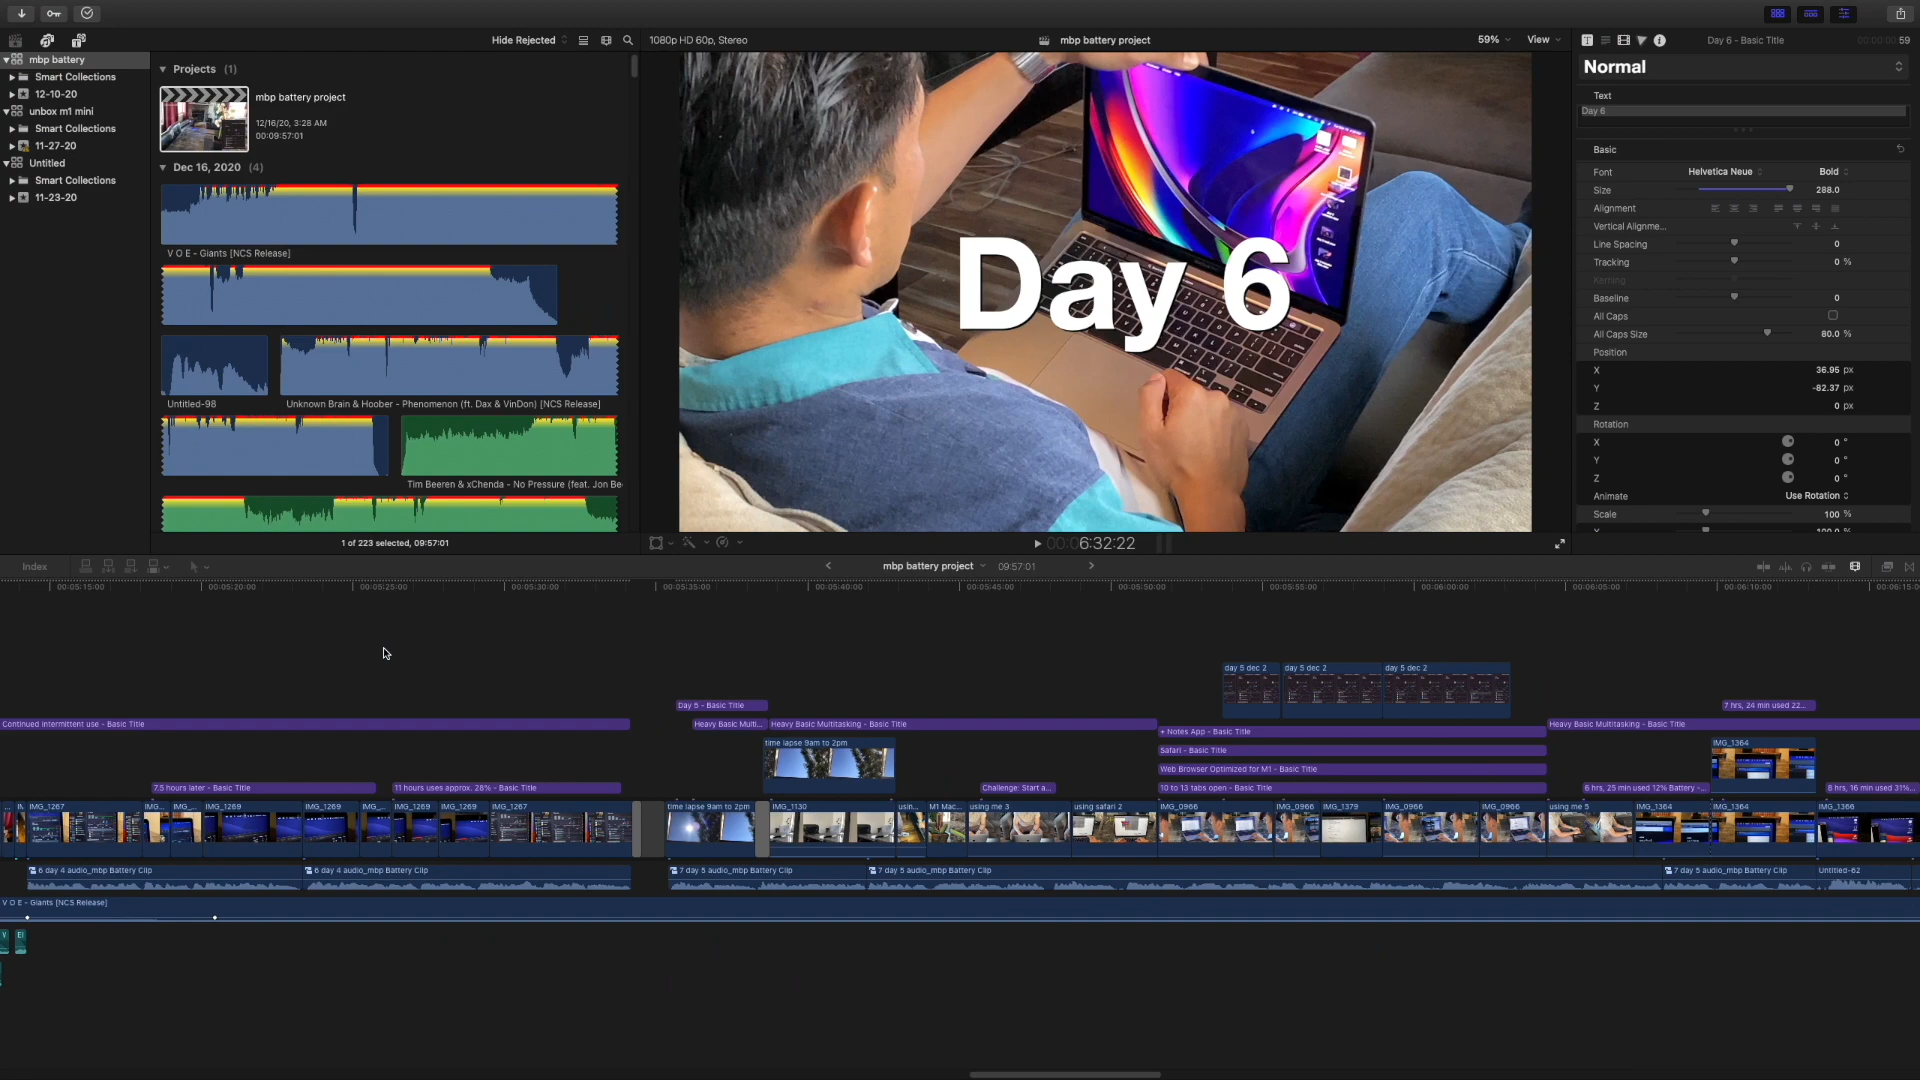 Hide Rejected
1080p HD 60p, Stereo
mbp battery project
59%
View
Day 6 - Basic Title
59
mbp battery
Smart Collections
12-10-20
unbox m1 mini
Smart Collections
11-27-20
Untitled
Smart Collections
11-23-20
Projects (1)
mbp battery project
12/16/20, 3:28 AM
00:09:57:01
Dec 16, 2020 (4)
V O E - Giants [NCS Release]
Untitled-98
Unknown Brain & Hoober - Phenomenon (ft. Dax & VinDon) [NCS Release]
Tim Beeren & xChenda - No Pressure (feat. Jon Be
1 of 223 selected, 09:57:01
Day 6
Normal
Text
Day 6
Basic
Font Helvetica Neue Bold
Size 288.0
Alignment
Vertical Alignme...
Line Spacing 0
Tracking 0 %
Kerning
Baseline 0
All Caps
All Caps Size 80.0 %
Position
X 36.95 px
Y -82.37 px
Z 0 px
Rotation
X 0 °
Y 0 °
Z 0 °
Animate Use Rotation
Scale 100 %
00:006:32:22
Index
mbp battery project
09:57:01
00:05:15:00
00:05:20:00
00:05:25:00
00:05:30:00
00:05:35:00
00:05:40:00
00:05:45:00
00:05:50:00
00:05:55:00
00:06:00:00
00:06:05:00
00:06:10:00
00:06:15:0
day 5 dec 2
day 5 dec 2
day 5 dec 2
Day 5 - Basic Title
7 hrs, 24 min used 22...
Continued intermittent use - Basic Title
Heavy Basic Multi...
Heavy Basic Multitasking - Basic Title
Heavy Basic Multitasking - Basic Title
+ Notes App - Basic Title
time lapse 9am to 2pm
IMG_1364
Safari - Basic Title
Web Browser Optimized for M1 - Basic Title
7.5 hours later - Basic Title
11 hours uses approx. 28% - Basic Title
Challenge: Start a...
10 to 13 tabs open - Basic Title
6 hrs, 25 min used 12% Battery -...
8 hrs, 16 min used 31%...
IMG_1267
IMG...
IMG_...
IMG_1269
IMG_1269
IMG_...
IMG_1269
IMG_1269
IMG_1267
time lapse 9am to 2pm
IMG_1130
usin...
M1 Mac...
using me 3
using safari 2
IMG_0966
IMG_0966
IMG_1379
IMG_0966
IMG_0966
using me 5
IMG_1364
IMG_1364
IMG_1366
6 day 4 audio_mbp Battery Clip
6 day 4 audio_mbp Battery Clip
7 day 5 audio_mbp Battery Clip
7 day 5 audio_mbp Battery Clip
7 day 5 audio_mbp Battery Clip
Untitled-62
V O E - Giants [NCS Release]
V
El